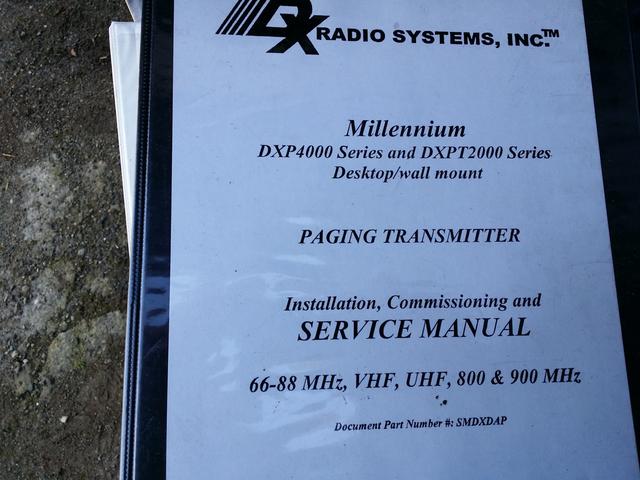 DX RADIO SYSTEMS, INC.™
Millennium
DXP4000 Series and DXPT2000 Series
Desktop/wall mount
PAGING TRANSMITTER
Installation, Commissioning and
SERVICE MANUAL
66-88 MHz, VHF, UHF, 800 & 900 MHz
Document Part Number #: SMDXDAP